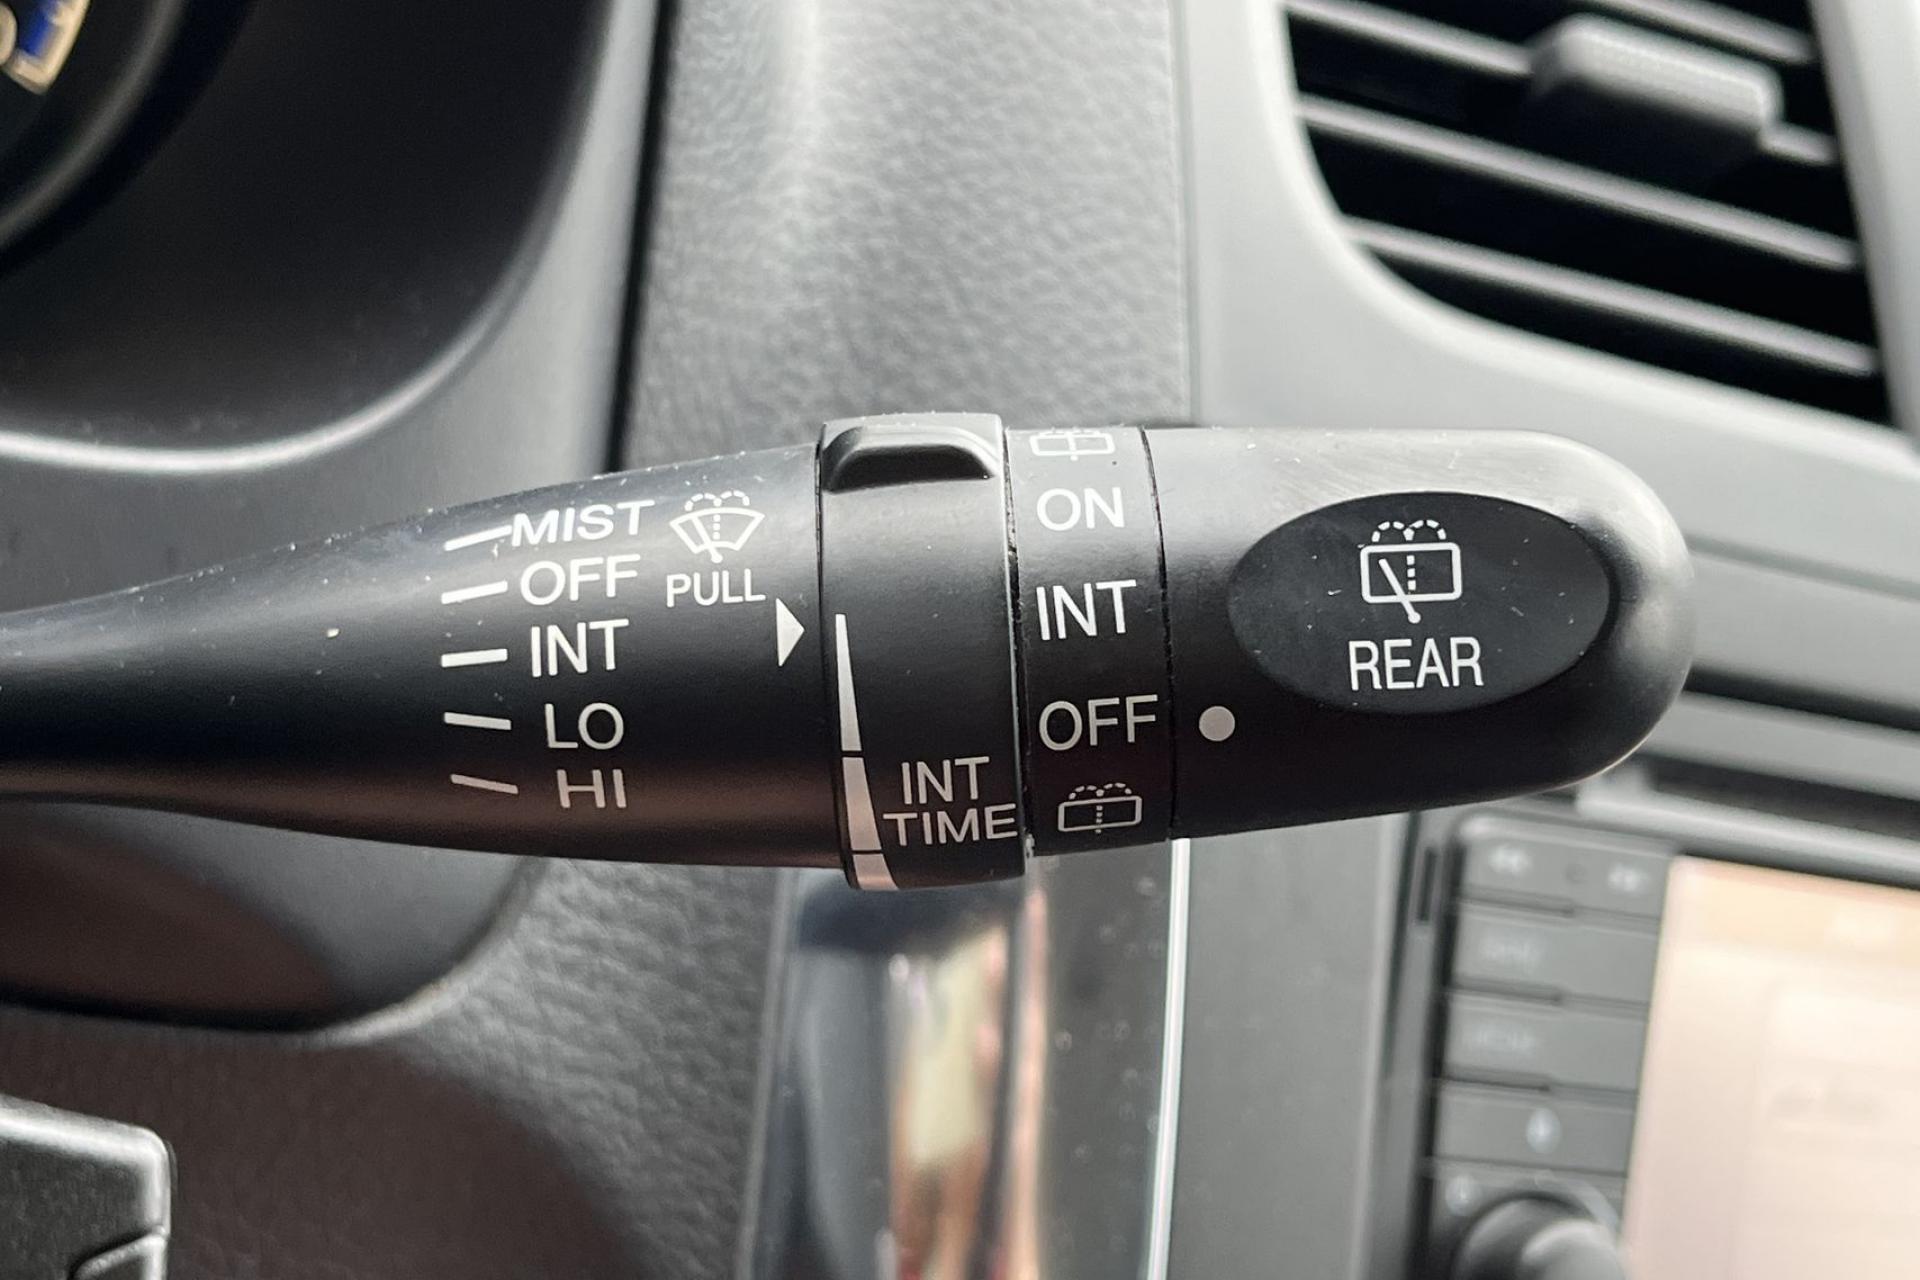 MIST
OFF
PULL
INT
LO
HI
INT
TIME
ON
INT
OFF
REAR